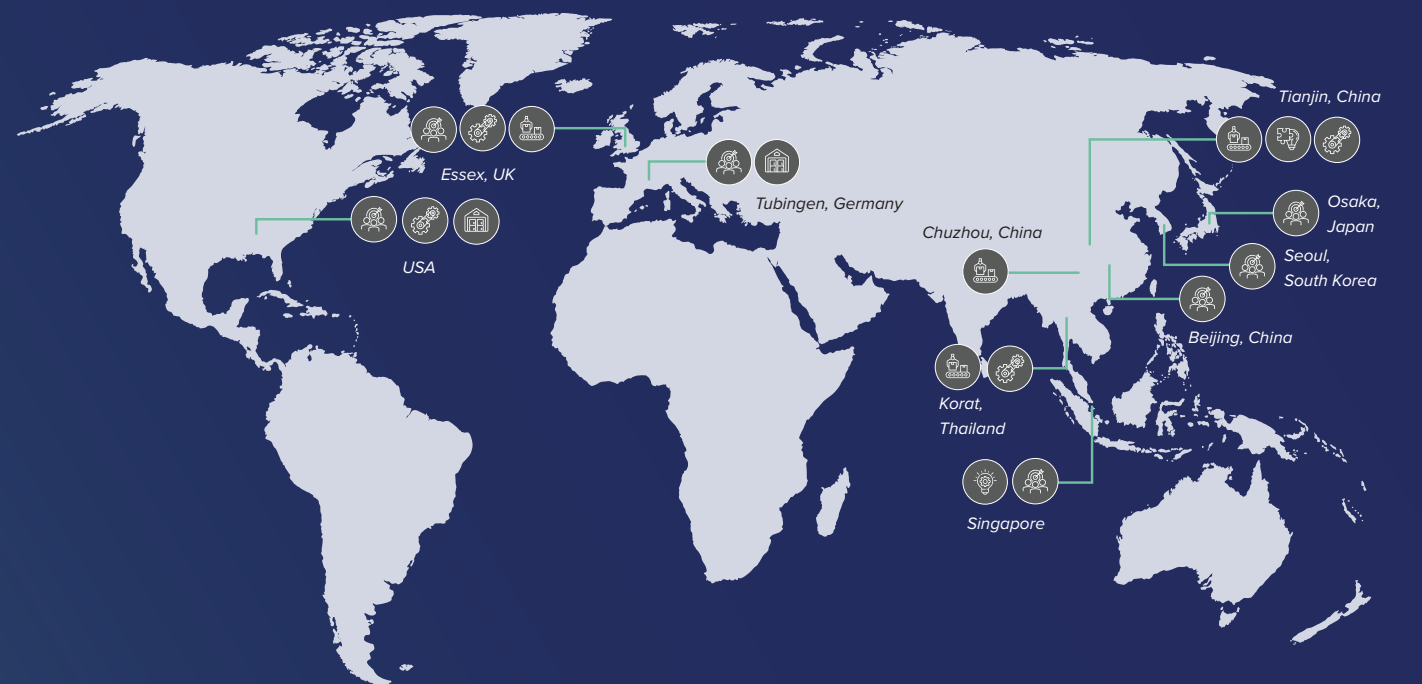 Tianjin, China
Essex, UK
Tubingen, Germany
Osaka,
Japan
Chuzhou, China
Seoul,
South Korea
USA
Beijing, China
Korat,
Thailand
Singapore